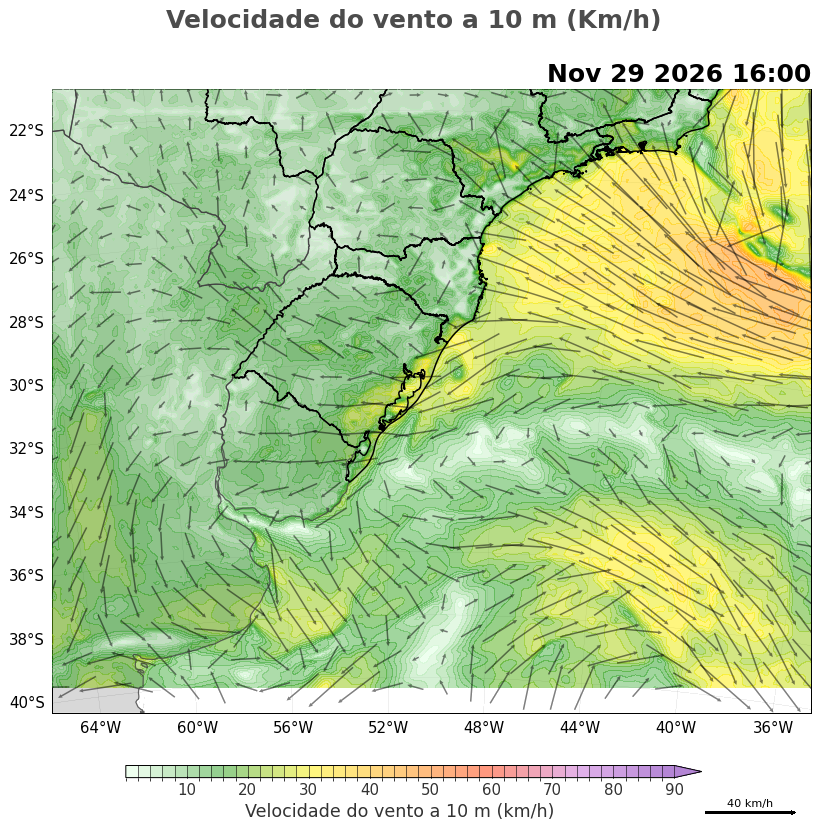 Velocidade do vento a 10 m (Km/h)
Nov 29 2026 16:00
22°S
24°S
26°S
28°S
30°S
32°S
34°S
36°S
38°S
40°S
64°W 60°W 56°W 52°W 48°W 44°W 40°W 36°W
10 20 30 40 50 60 70 80 90
Velocidade do vento a 10 m (km/h)
40 km/h